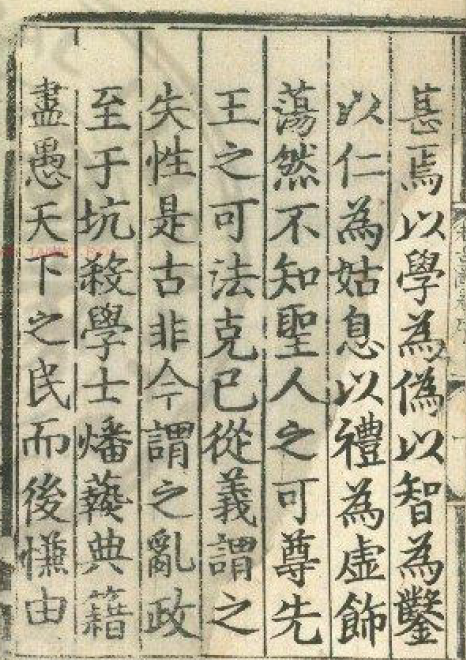 甚焉以學為偽以智為鑿
以仁為姑息以禮為虛飾
蕩然不知聖人之可尊先
王之可法克已從義謂之
失性是古非今謂之亂政
至于坑殺學士燔爇典籍
盡愚天下之民而後慊由